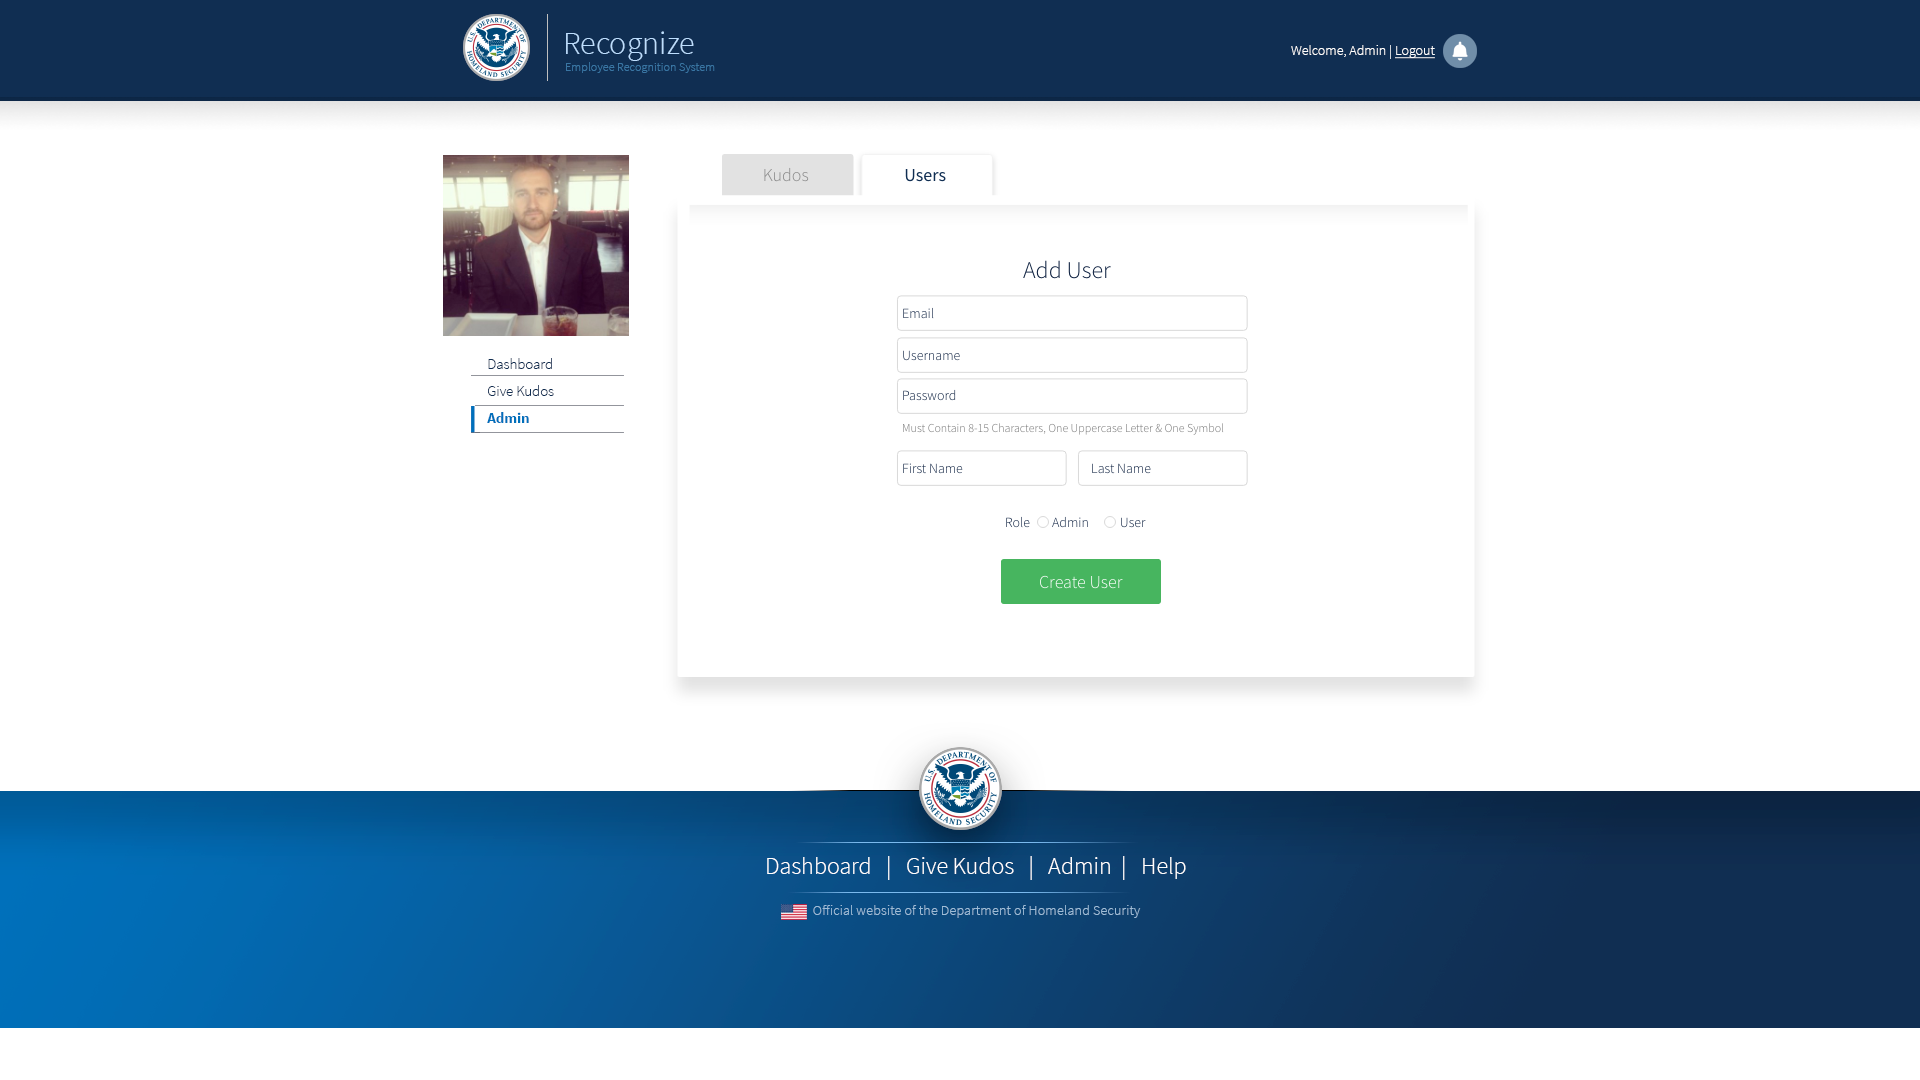 U.S. DEPARTMENT OF HOMELAND SECURITY
Recognize
Employee Recognition System
Welcome, Admin | Logout
Kudos
Users
Dashboard
Give Kudos
Admin
Add User
Email
Username
Password
Must Contain 8-15 Characters, One Uppercase Letter & One Symbol
First Name Last Name
Role Admin User
Create User
U.S. DEPARTMENT OF HOMELAND SECURITY
Dashboard | Give Kudos | Admin | Help
Official website of the Department of Homeland Security